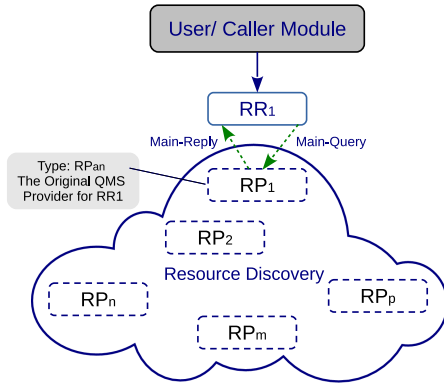 User/ Caller Module
RR1
Main-Reply
Main-Query
Type: RPan
The Original QMS
Provider for RR1
RP1
RP2
Resource Discovery
RPn
RPp
RPm